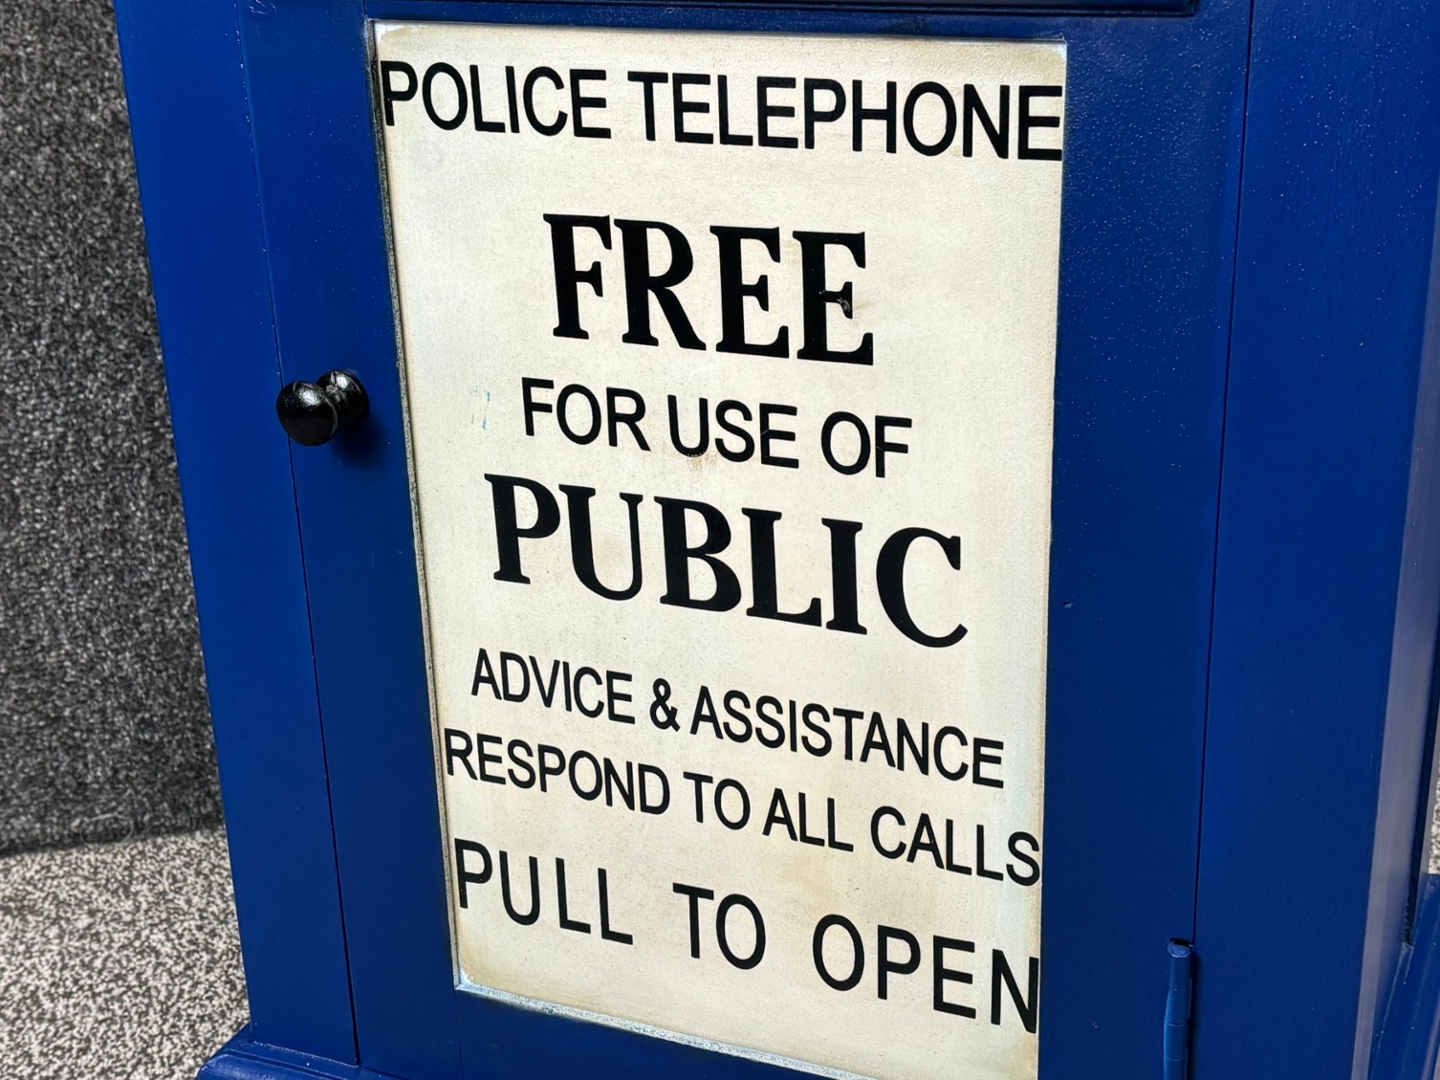 POLICE TELEPHONE
FREE
FOR USE OF
PUBLIC
ADVICE & ASSISTANCE
RESPOND TO ALL CALLS
PULL TO OPEN